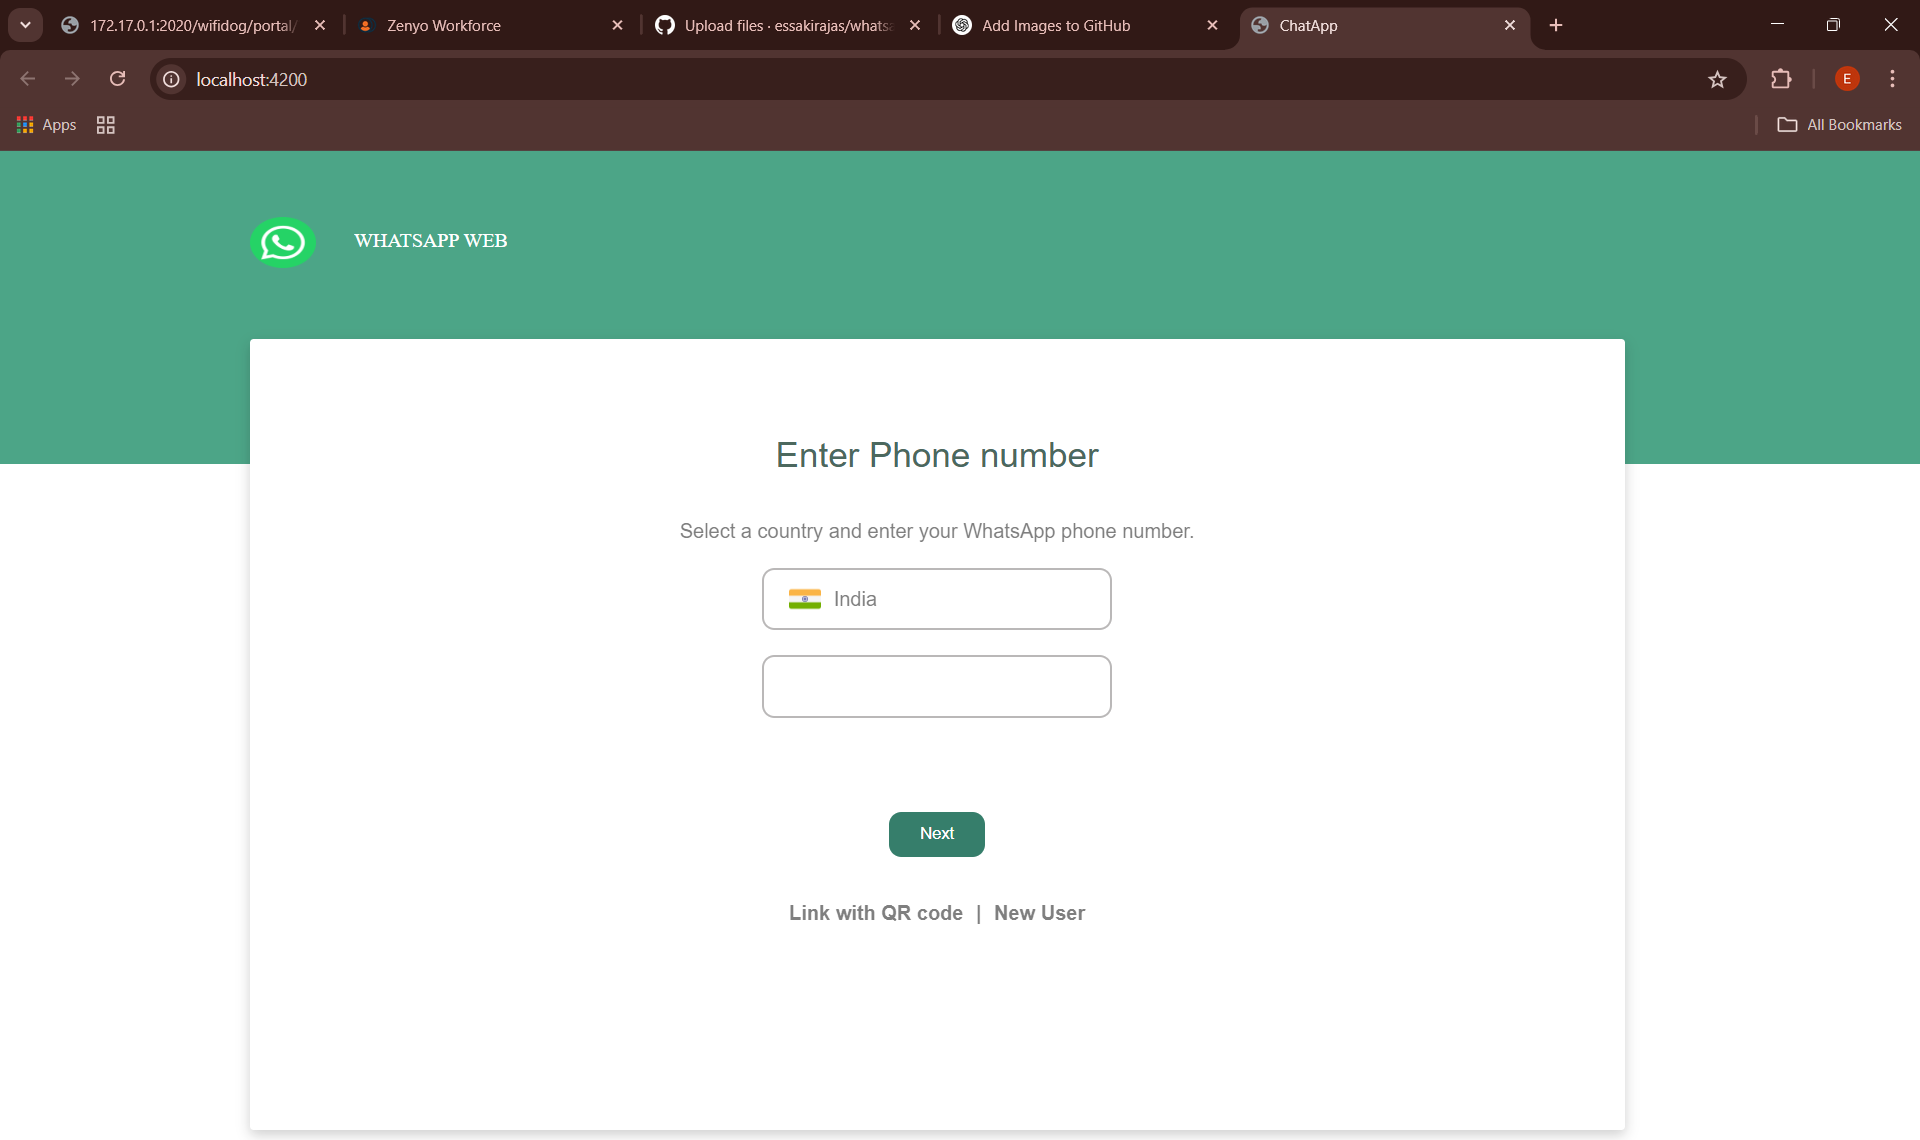 172.17.0.1:2020/wifidog/portal/
Zenyo Workforce
Upload files · essakirajas/whatsa
Add Images to GitHub
ChatApp
localhost:4200
E
Apps
All Bookmarks
WHATSAPP WEB
Enter Phone number
Select a country and enter your WhatsApp phone number.
India
Next
Link with QR code | New User